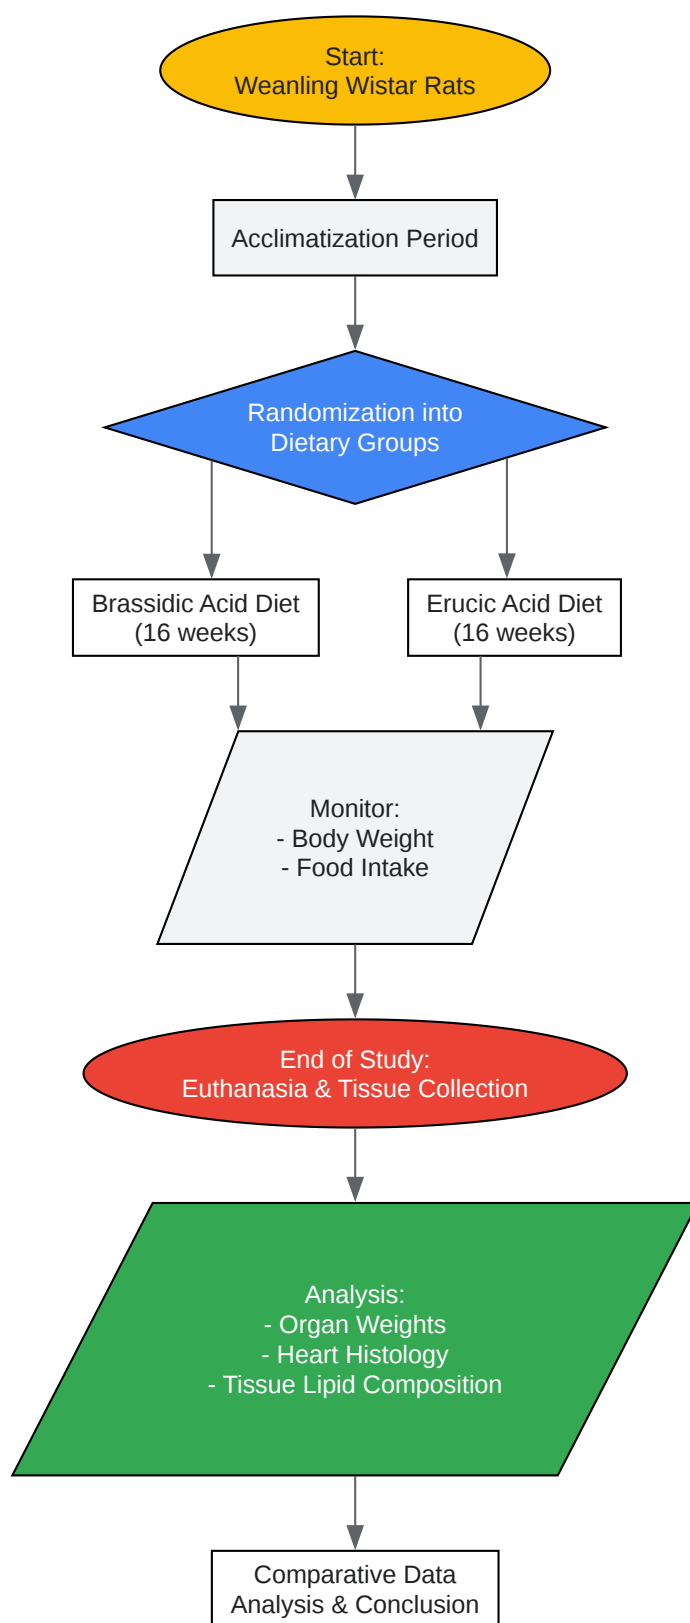 Start:
Weanling Wistar Rats
Acclimatization Period
Randomization into
Dietary Groups
Brassidic Acid Diet
(16 weeks)
Erucic Acid Diet
(16 weeks)
Monitor:
- Body Weight
- Food Intake
End of Study:
Euthanasia & Tissue Collection
Analysis:
- Organ Weights
- Heart Histology
- Tissue Lipid Composition
Comparative Data
Analysis & Conclusion